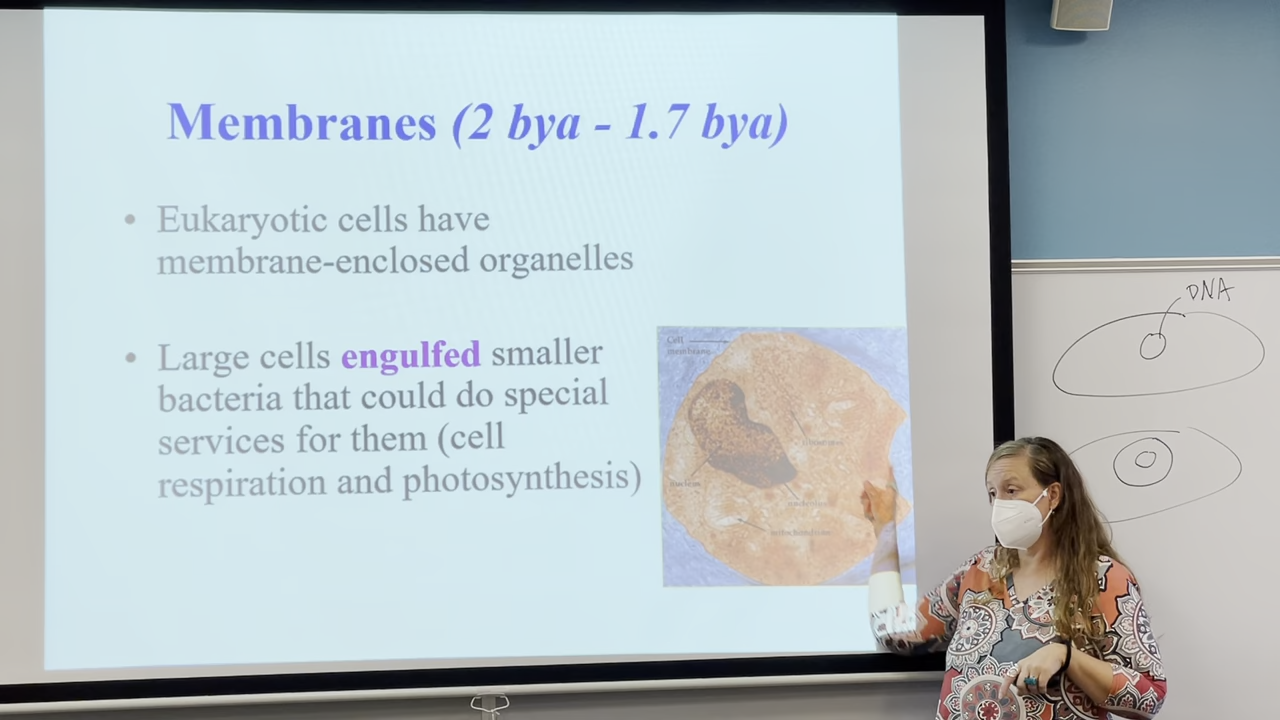 Membranes (2 bya - 1.7 bya)
• Eukaryotic cells have
membrane-enclosed organelles
• Large cells engulfed smaller
bacteria that could do special
services for them (cell
respiration and photosynthesis)
Cell
membrane
nucleus
mitochondrion
DNA